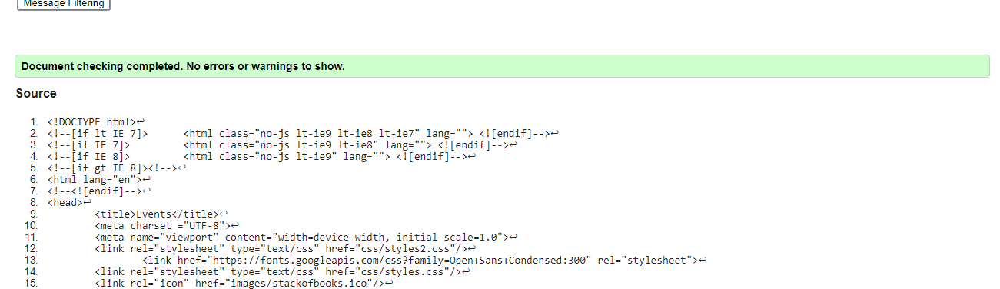 Message Filtering
Document checking completed. No errors or warnings to show.
Source
1. <!DOCTYPE html>↩
2. <!--[if lt IE 7]>      <html class="no-js lt-ie9 lt-ie8 lt-ie7" lang=""> <![endif]-->↩
3. <!--[if IE 7]>         <html class="no-js lt-ie9 lt-ie8" lang=""> <![endif]-->↩
4. <!--[if IE 8]>         <html class="no-js lt-ie9" lang=""> <![endif]-->↩
5. <!--[if gt IE 8]><!-->↩
6. <html lang="en">↩
7. <!--<![endif]-->↩
8. <head>↩
9.         <title>Events</title>↩
10.         <meta charset ="UTF-8">↩
11.         <meta name="viewport" content="width=device-width, initial-scale=1.0">↩
12.         <link rel="stylesheet" type="text/css" href="css/styles2.css"/>↩
13.                 <link href="https://fonts.googleapis.com/css?family=Open+Sans+Condensed:300" rel="stylesheet">↩
14.         <link rel="stylesheet" type="text/css" href="css/styles.css"/>↩
15.         <link rel="icon" href="images/stackofbooks.ico"/>↩